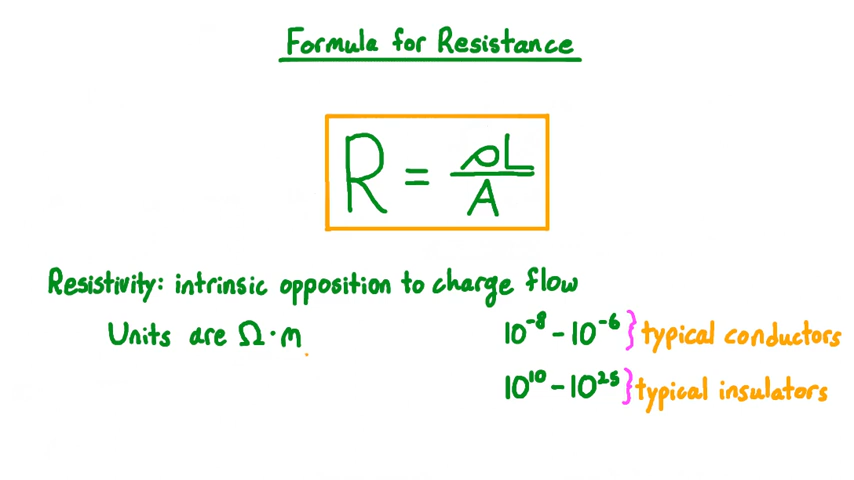 Formula for Resistance
R = ρL/A
Resistivity: intrinsic opposition to charge flow
Units are Ω·m
10⁻⁸ – 10⁻⁶ } typical conductors
10¹⁰ – 10²⁵ } typical insulators